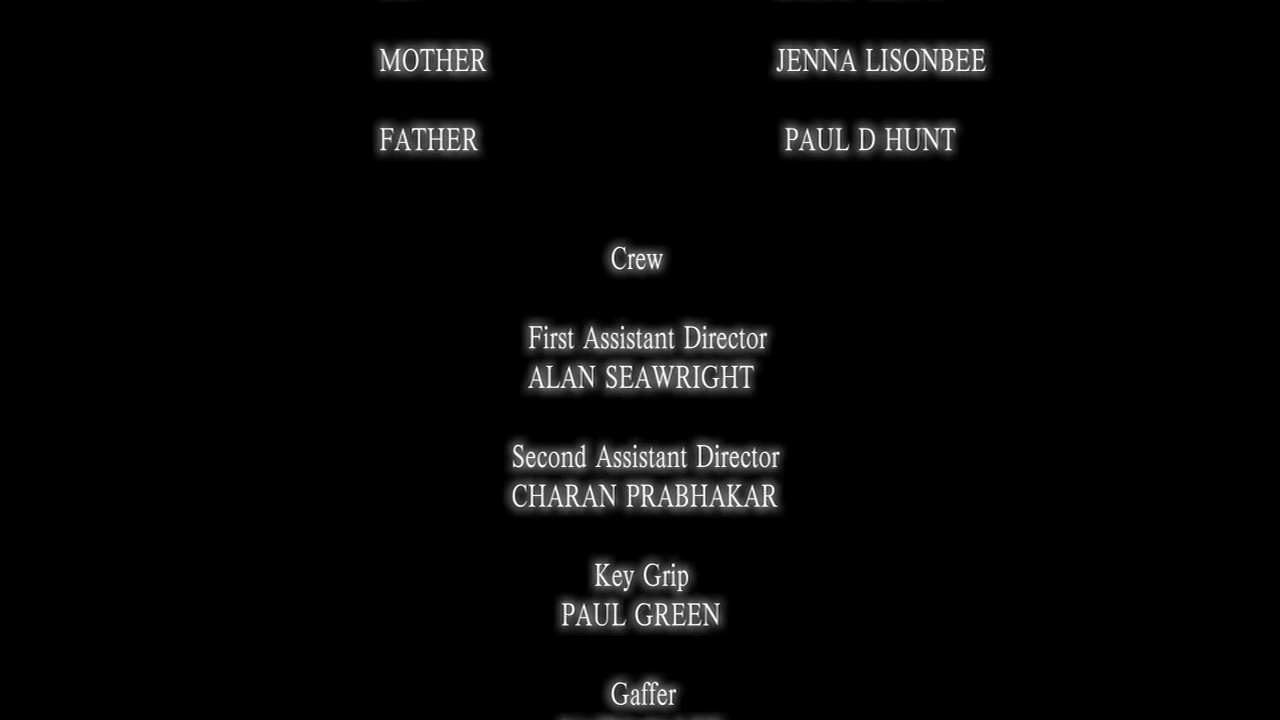 MOTHER JENNA LISONBEE
FATHER PAUL D HUNT
Crew
First Assistant Director
ALAN SEAWRIGHT
Second Assistant Director
CHARAN PRABHAKAR
Key Grip
PAUL GREEN
Gaffer